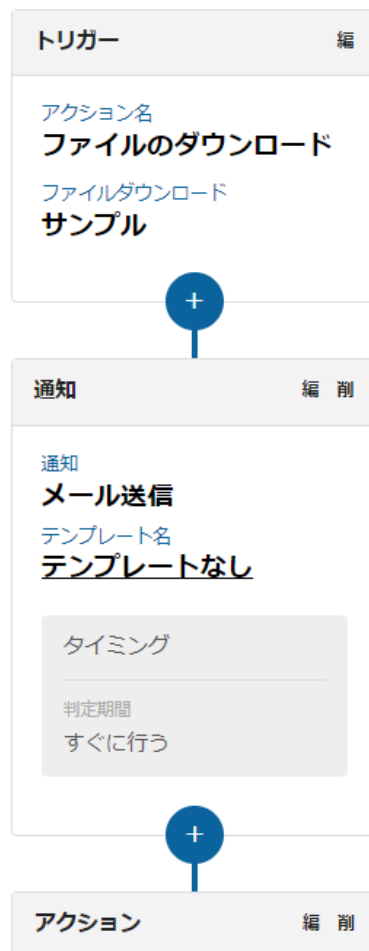 トリガー 編
アクション名
ファイルのダウンロード
ファイルダウンロード
サンプル
+
通知 編 削
通知
メール送信
テンプレート名
テンプレートなし
タイミング
判定期間
すぐに行う
+
アクション 編 削